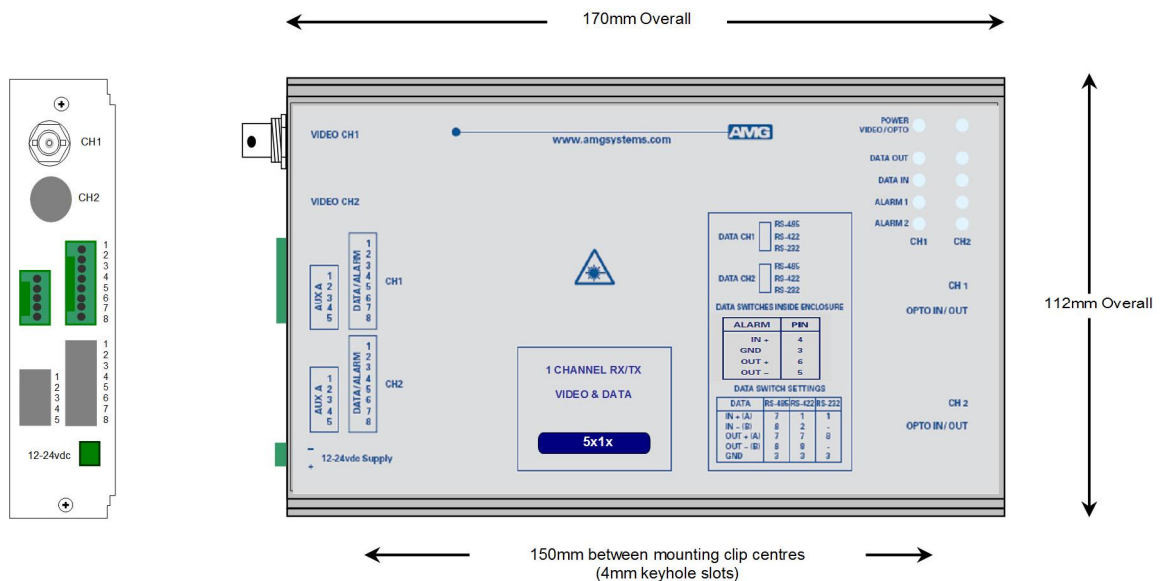 170mm Overall
CH1
CH2
1
2
3
4
5
6
7
8
1
2
3
4
5
1
2
3
4
5
6
7
8
12-24vdc
VIDEO CH1
www.amgsystems.com
AMG
VIDEO CH2
AUX A 1 2 3 4 5
DATA/ALARM 1 2 3 4 5 6 7 8
CH1
AUX A 1 2 3 4 5
DATA/ALARM 1 2 3 4 5 6 7 8
CH2
–
+
12-24vdc Supply
1 CHANNEL RX/TX
VIDEO & DATA
5x1x
POWER
VIDEO/OPTO
DATA OUT
DATA IN
ALARM 1
ALARM 2
CH1 CH2
DATA CH1
RS-485
RS-422
RS-232
DATA CH2
RS-485
RS-422
RS-232
DATA SWITCHES INSIDE ENCLOSURE
ALARM PIN
IN + 4
GND 3
OUT + 6
OUT – 5
DATA SWITCH SETTINGS
DATA RS-485 RS-422 RS-232
IN + (A) 7 1 1
IN – (B) 8 2 -
OUT + (A) 7 7 8
OUT – (B) 8 8 -
GND 3 3 3
CH 1
OPTO IN/OUT
CH 2
OPTO IN/OUT
112mm Overall
150mm between mounting clip centres
(4mm keyhole slots)